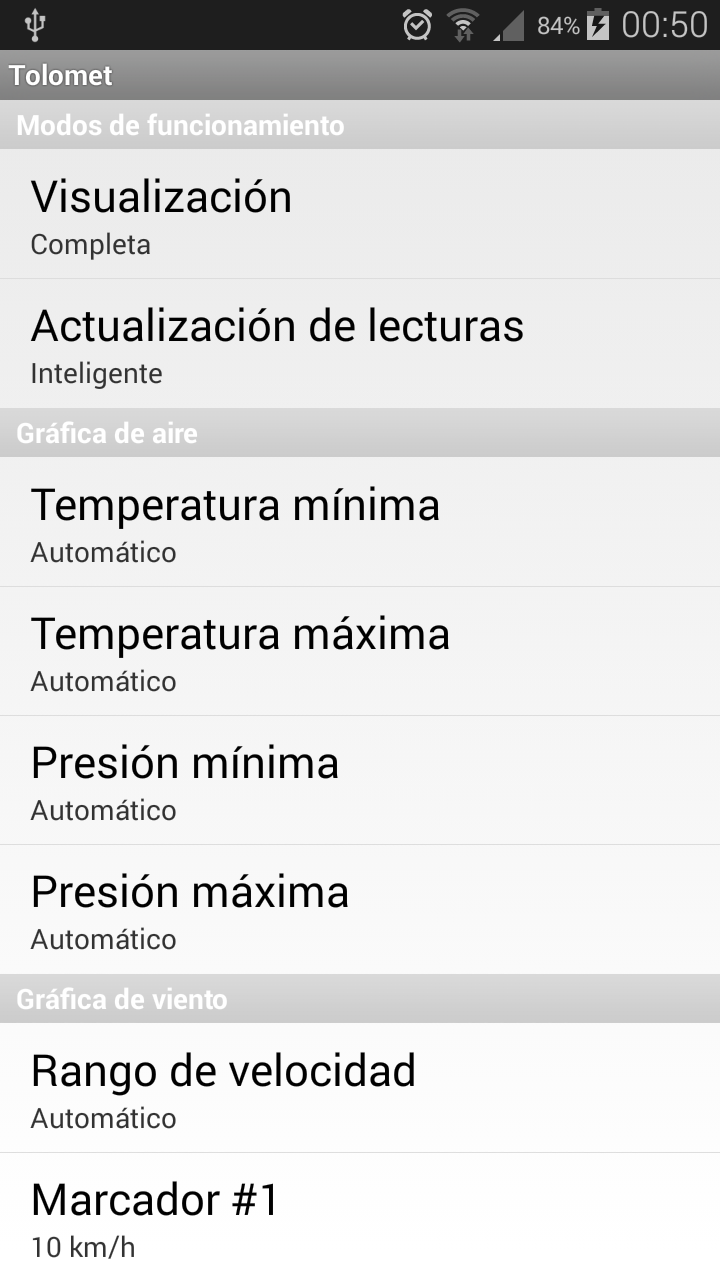 84% 00:50
Tolomet
Modos de funcionamiento
Visualización
Completa
Actualización de lecturas
Inteligente
Gráfica de aire
Temperatura mínima
Automático
Temperatura máxima
Automático
Presión mínima
Automático
Presión máxima
Automático
Gráfica de viento
Rango de velocidad
Automático
Marcador #1
10 km/h